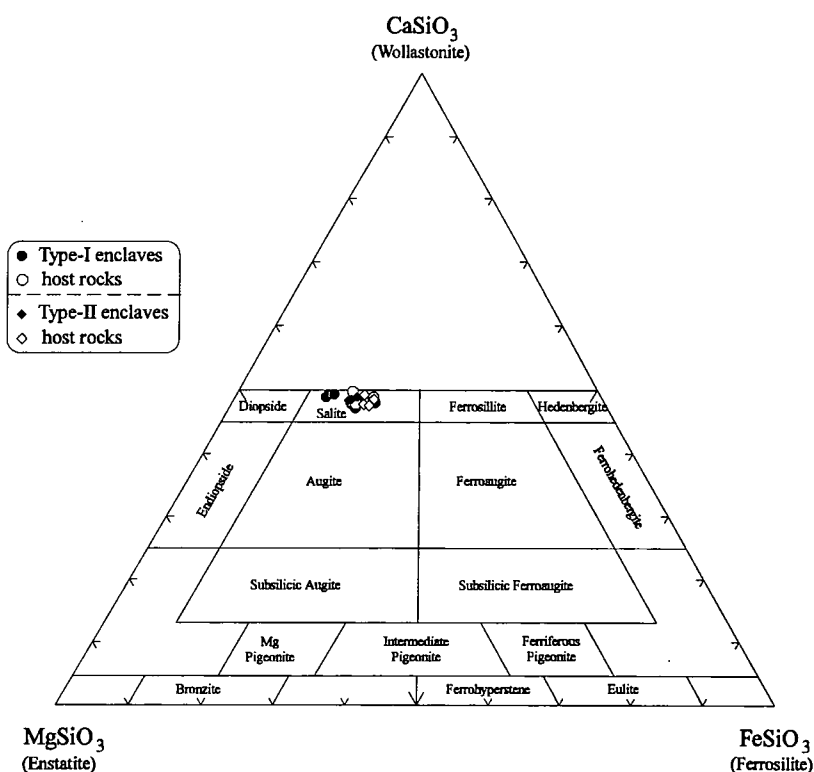 CaSiO3
(Wollastonite)
Type-I enclaves
host rocks
Type-II enclaves
host rocks
Diopside
Salite
Ferrosillite
Hedenbergite
Endiopside
Augite
Ferroaugite
Ferrohedenbergite
Subsilicic Augite
Subsilicic Ferroaugite
Mg
Pigeonite
Intermediate
Pigeonite
Ferriferous
Pigeonite
Bronzite
Ferrohyperstene
Eulite
MgSiO3
(Enstatite)
FeSiO3
(Ferrosilite)